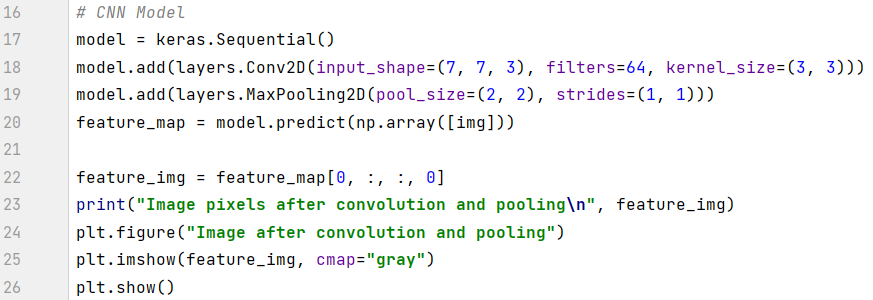 16 # CNN Model
17 model = keras.Sequential()
18 model.add(layers.Conv2D(input_shape=(7, 7, 3), filters=64, kernel_size=(3, 3)))
19 model.add(layers.MaxPooling2D(pool_size=(2, 2), strides=(1, 1)))
20 feature_map = model.predict(np.array([img]))
21
22 feature_img = feature_map[0, :, :, 0]
23 print("Image pixels after convolution and pooling\n", feature_img)
24 plt.figure("Image after convolution and pooling")
25 plt.imshow(feature_img, cmap="gray")
26 plt.show()